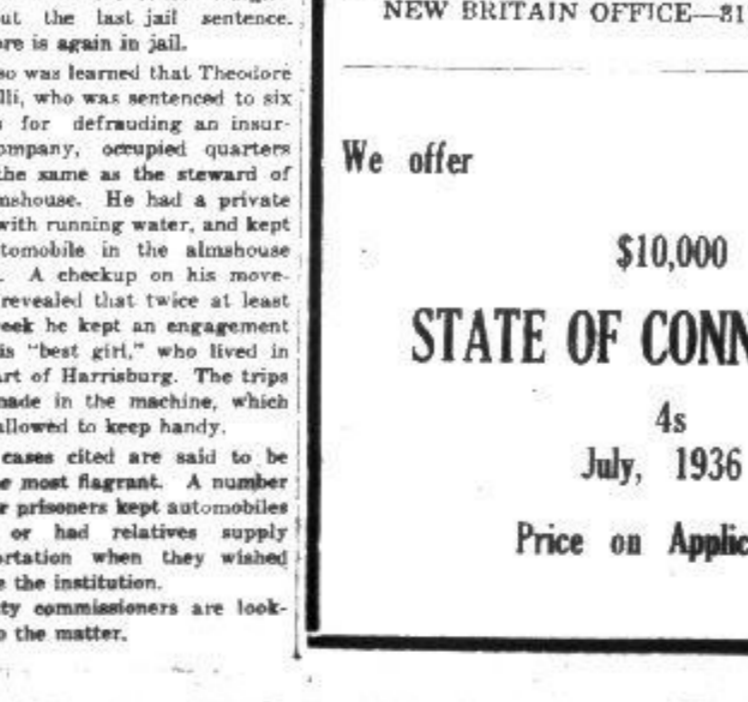 ut the last jail sentence.
ore is again in jail.
so was learned that Theodore
lli, who was sentenced to six
s for defrauding an insur-
ompany, occupied quarters
the same as the steward of
mshouse. He had a private
with running water, and kept
tomobile in the almshouse
. A checkup on his move-
revealed that twice at least
eek he kept an engagement
is "best girl," who lived in
art of Harrisburg. The trips
made in the machine, which
allowed to keep handy.
cases cited are said to be
e most flagrant. A number
r prisoners kept automobiles
or had relatives supply
ortation when they wished
e the institution.
ty commissioners are look-
o the matter.
NEW BRITAIN OFFICE—81
We offer
$10,000
STATE OF CONN
4s
July, 1936
Price on Applic